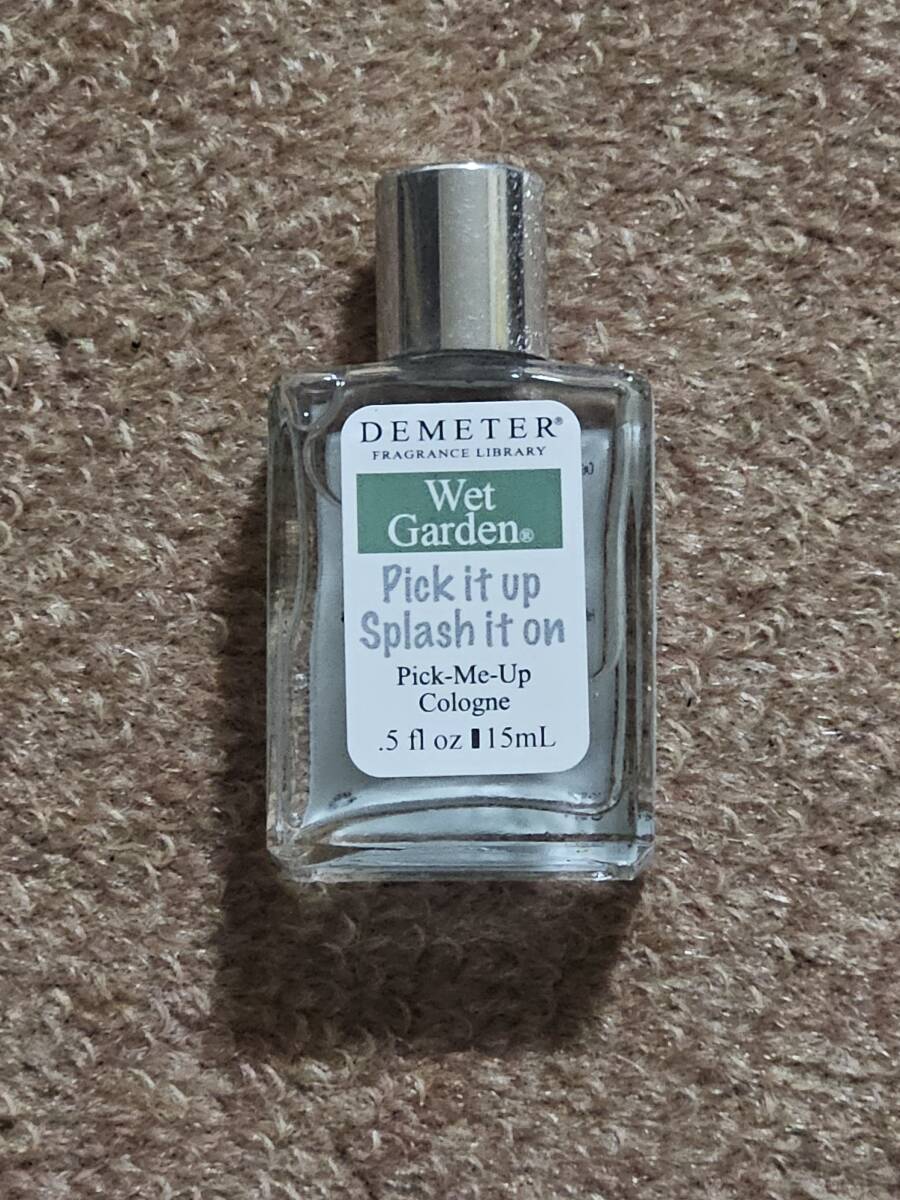 DEMETER®
FRAGRANCE LIBRARY
Wet
Garden®
Pick it up
Splash it on
Pick-Me-Up
Cologne
.5 fl oz ▮15mL